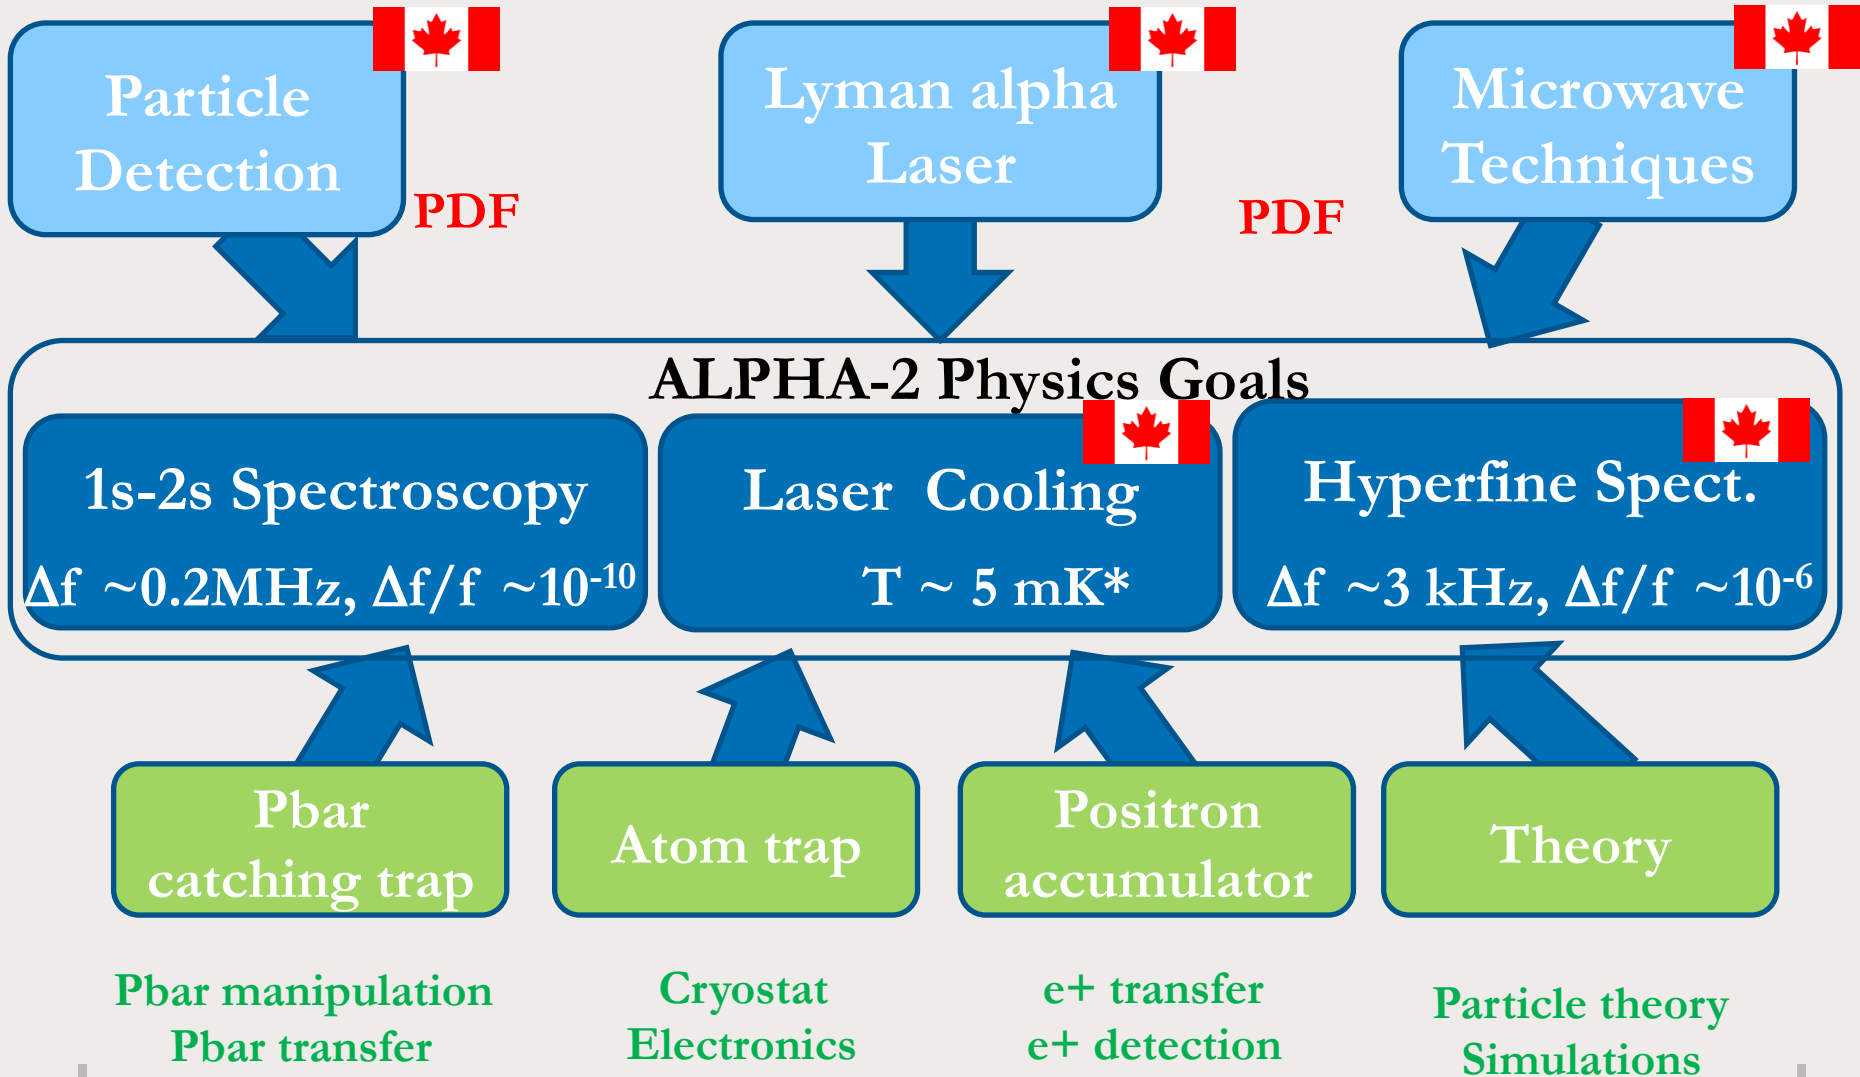 Particle
Detection
PDF
Lyman alpha
Laser
PDF
Microwave
Techniques
ALPHA-2 Physics Goals
1s-2s Spectroscopy
Δf ~0.2MHz, Δf/f ~10⁻¹⁰
Laser Cooling
T ~ 5 mK*
Hyperfine Spect.
Δf ~3 kHz, Δf/f ~10⁻⁶
Pbar
catching trap
Atom trap
Positron
accumulator
Theory
Pbar manipulation
Pbar transfer
Cryostat
Electronics
e+ transfer
e+ detection
Particle theory
Simulations